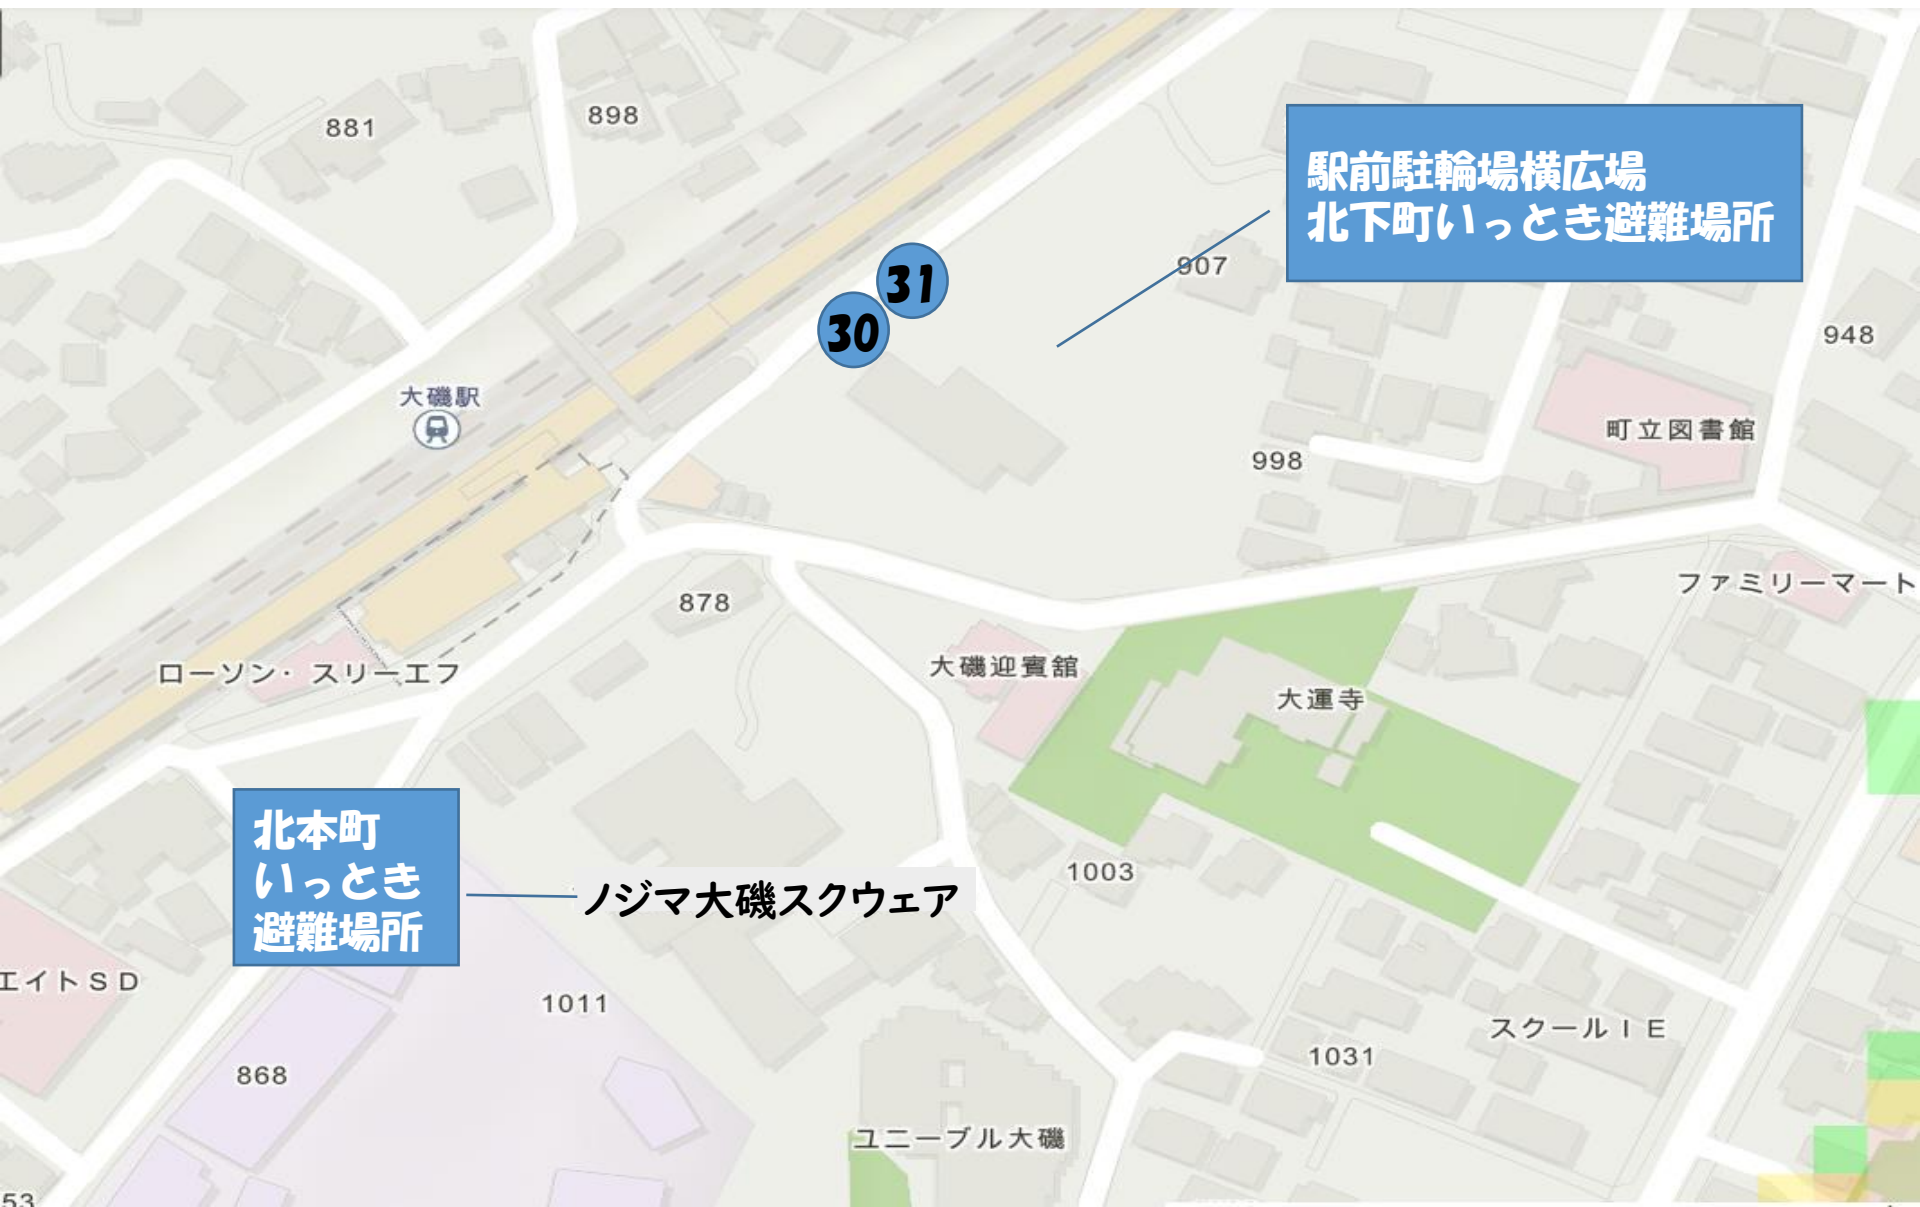 898
881
駅前駐輪場横広場
北下町いっとき避難場所
907
31
30
948
大磯駅
町立図書館
998
ファミリーマート
878
大磯迎賓館
ローソン・スリーエフ
大運寺
北本町
いっとき
避難場所
1003
ノジマ大磯スクウェア
エイトSD
1011
スクールIE
1031
868
ユニーブル大磯
53